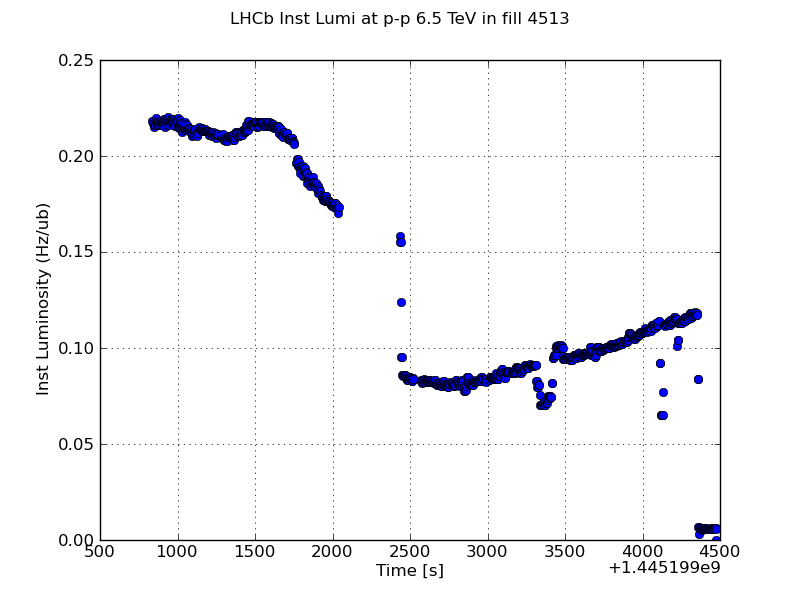 LHCb Inst Lumi at p-p 6.5 TeV in fill 4513
0.25
0.20
0.15
0.10
0.05
0.00
Inst Luminosity (Hz/ub)
500 1000 1500 2000 2500 3000 3500 4000 4500
Time [s]
+1.445199e9